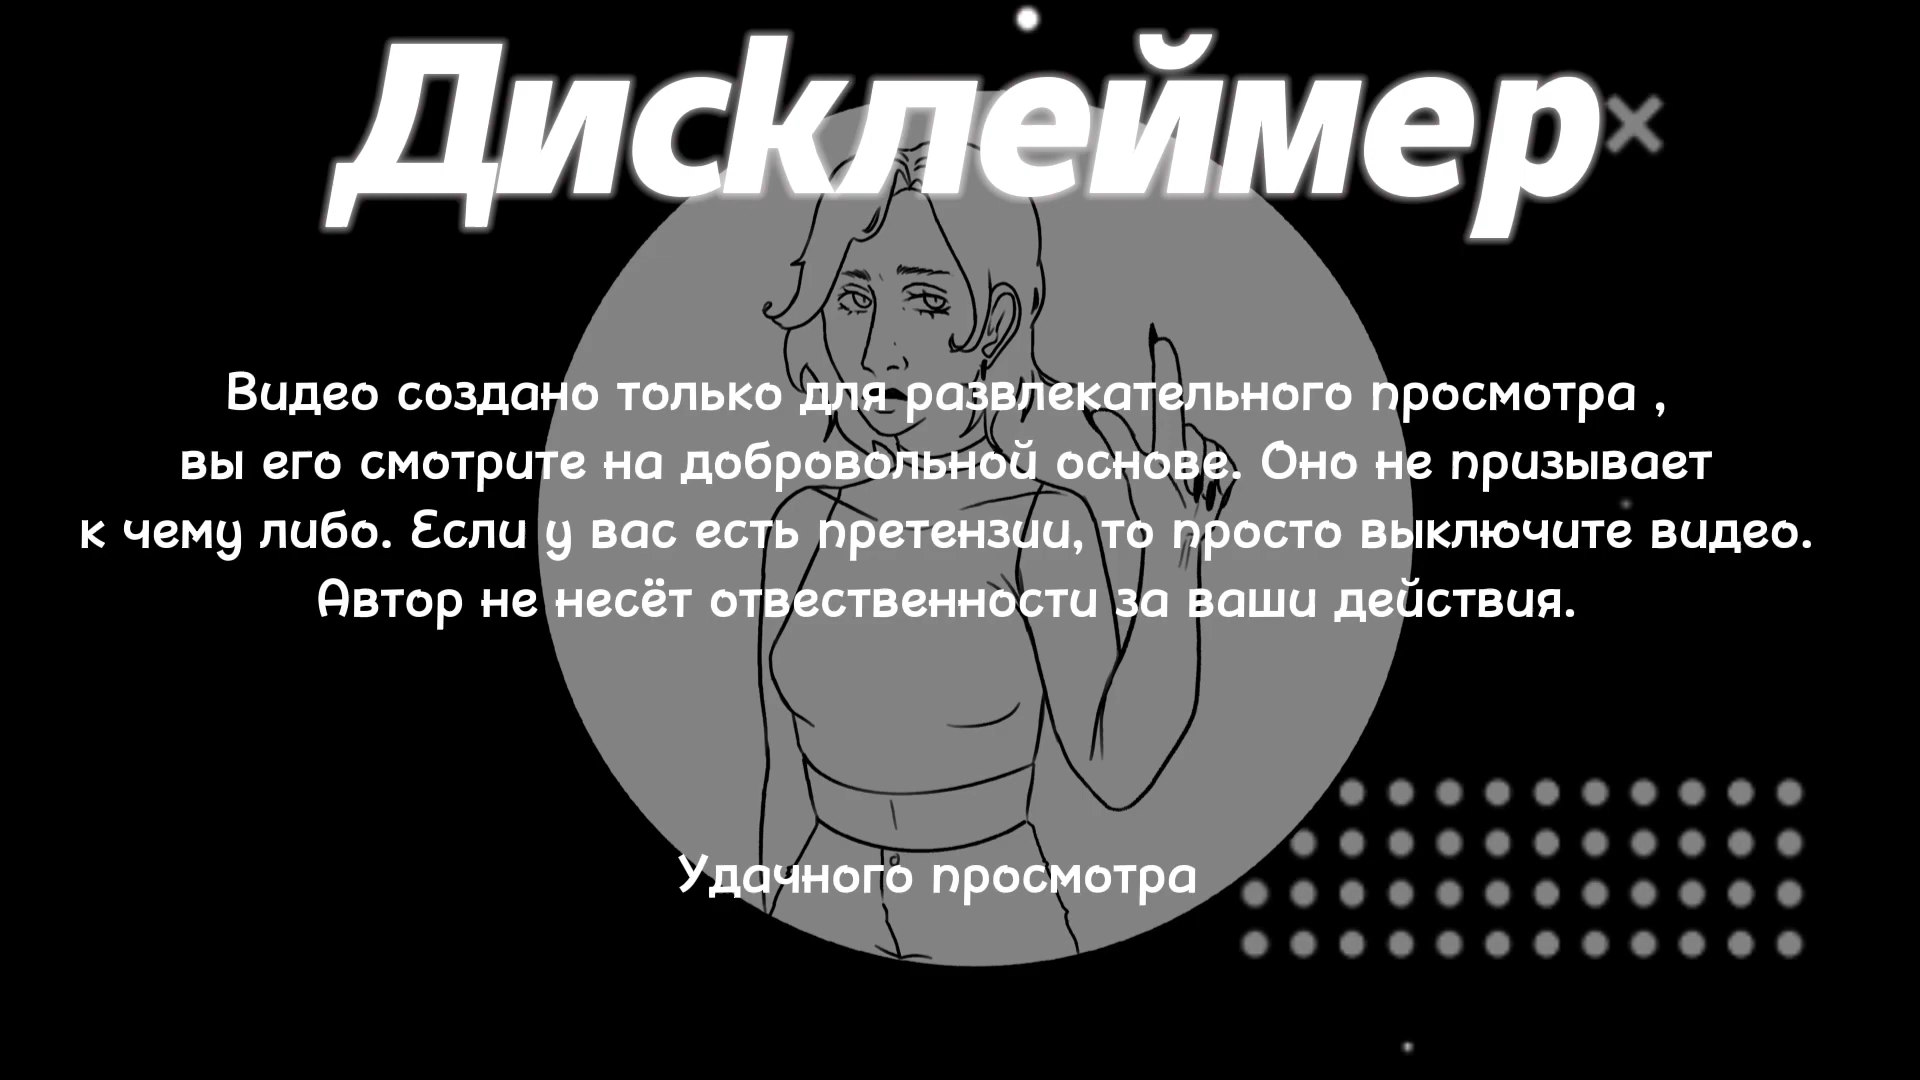 Дисклеймер
Видео создано только для развлекательного просмотра ,
вы его смотрите на добровольной основе. Оно не призывает
к чему либо. Если у вас есть претензии, то просто выключите видео.
Автор не несёт отвественности за ваши действия.
Удачного просмотра